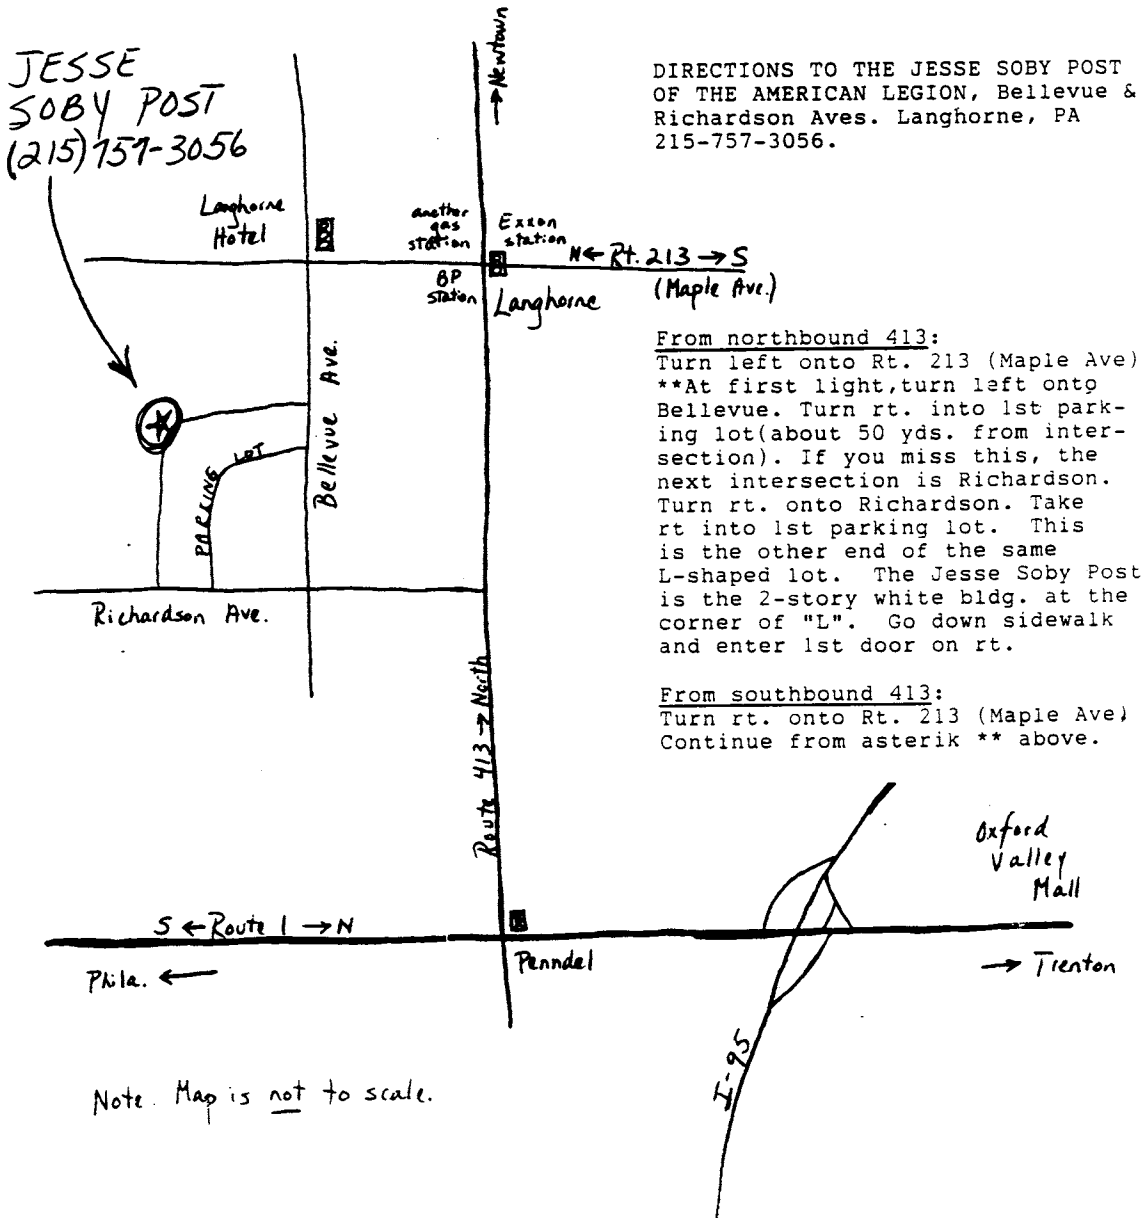 JESSE
SOBY POST
(215) 757-3056
→ Newtown
DIRECTIONS TO THE JESSE SOBY POST
OF THE AMERICAN LEGION, Bellevue &
Richardson Aves. Langhorne, PA
215-757-3056.
Langhorne
Hotel
another
gas
station
Exxon
station
N ← Rt. 213 → S
(Maple Ave.)
BP
station
Langhorne
From northbound 413:
Turn left onto Rt. 213 (Maple Ave)
**At first light,turn left onto
Bellevue. Turn rt. into 1st park-
ing lot(about 50 yds. from inter-
section). If you miss this, the
next intersection is Richardson.
Turn rt. onto Richardson. Take
rt into 1st parking lot. This
is the other end of the same
L-shaped lot. The Jesse Soby Post
is the 2-story white bldg. at the
corner of "L". Go down sidewalk
and enter 1st door on rt.
From southbound 413:
Turn rt. onto Rt. 213 (Maple Ave)
Continue from asterik ** above.
Bellevue Ave.
PARKING LOT
Richardson Ave.
Route 413 → North
Oxford
Valley
Mall
S ← Route 1 → N
Phila. ←
Penndel
→ Trenton
I-95
Note. Map is not to scale.